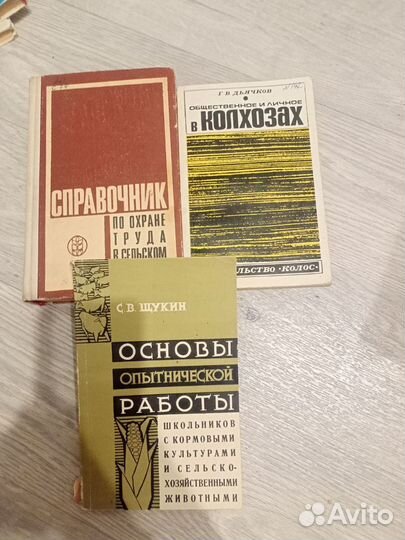 СПРАВОЧНИК
ПО ОХРАНЕ
ТРУДА
В СЕЛЬСКОМ
Г. В. ДЬЯЧКОВ
ОБЩЕСТВЕННОЕ И ЛИЧНОЕ
В КОЛХОЗАХ
ЛЬСТВО «КОЛОС»
С. В. ЩУКИН
ОСНОВЫ
ОПЫТНИЧЕСКОЙ
РАБОТЫ
ШКОЛЬНИКОВ
С КОРМОВЫМИ
КУЛЬТУРАМИ
И СЕЛЬСКО-
ХОЗЯЙСТВЕННЫМИ
ЖИВОТНЫМИ
Avito